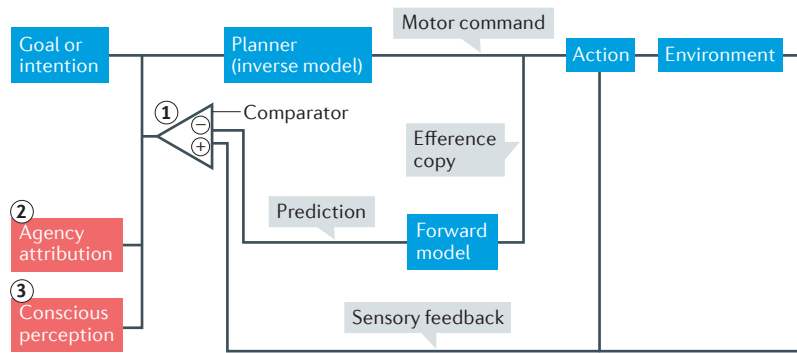 Motor command
Goal or
intention
Planner
(inverse model)
Action
Environment
1
Comparator
−
+
Efference
copy
2
Agency
attribution
Prediction
Forward
model
3
Conscious
perception
Sensory feedback